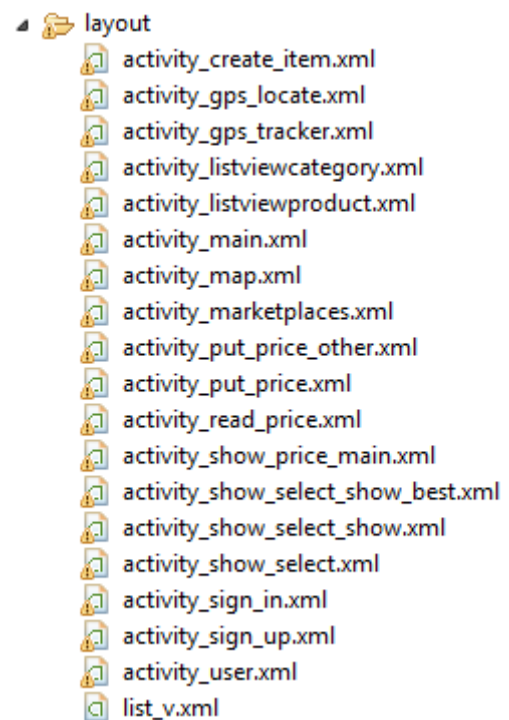 layout
activity_create_item.xml
activity_gps_locate.xml
activity_gps_tracker.xml
activity_listviewcategory.xml
activity_listviewproduct.xml
activity_main.xml
activity_map.xml
activity_marketplaces.xml
activity_put_price_other.xml
activity_put_price.xml
activity_read_price.xml
activity_show_price_main.xml
activity_show_select_show_best.xml
activity_show_select_show.xml
activity_show_select.xml
activity_sign_in.xml
activity_sign_up.xml
activity_user.xml
list_v.xml